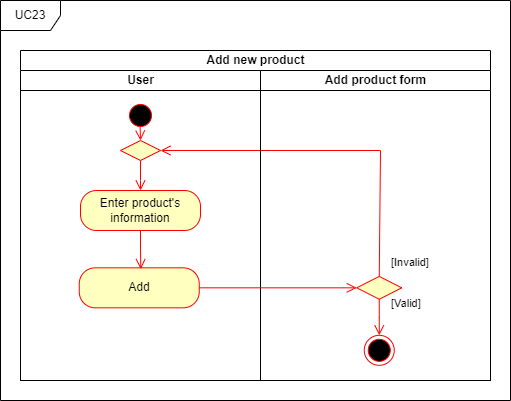 UC23
Add new product
User
Add product form
Enter product's
information
Add
[Invalid]
[Valid]